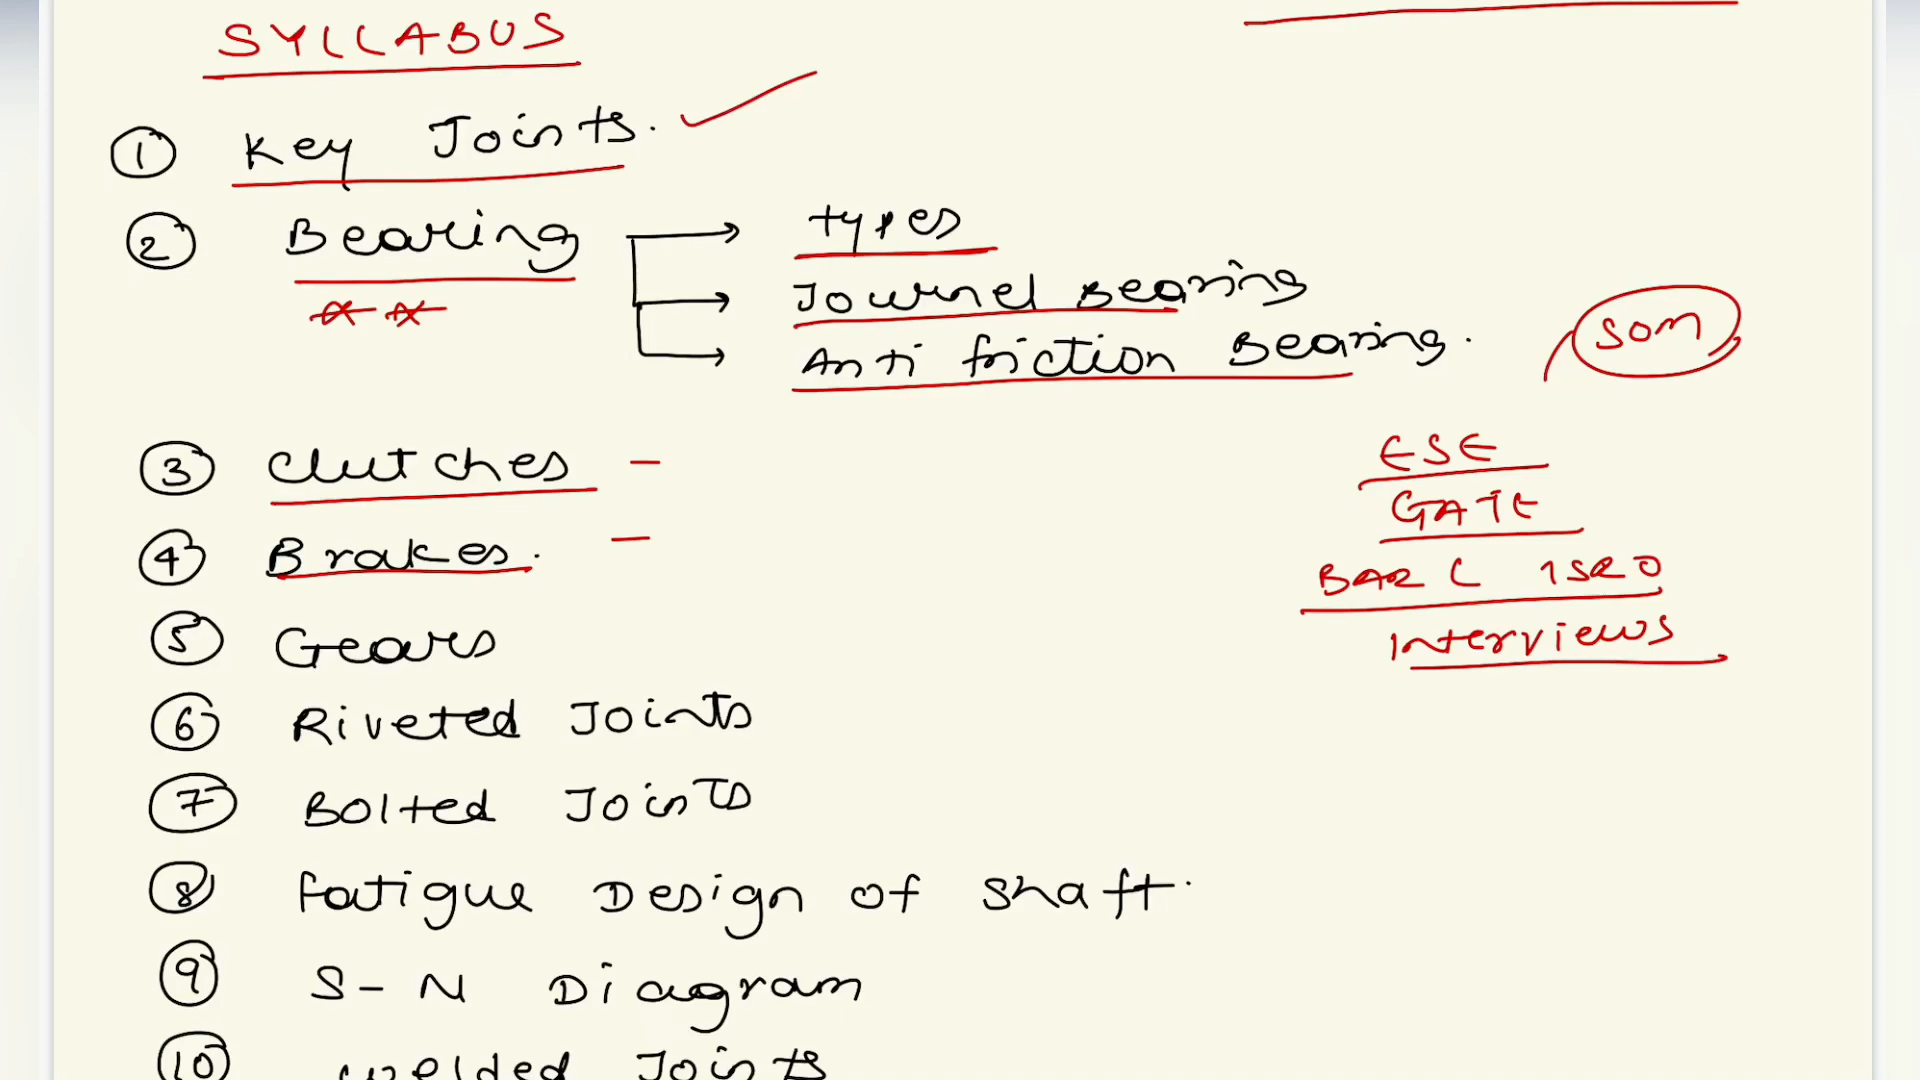 SYLLABUS
① Key Joints.
② Bearing
types
Journel Bearing
Anti friction Bearing.
SOM
③ Clutches -
④ Brakes. -
⑤ Gears
⑥ Riveted Joints
⑦ Bolted Joints
⑧ Fatigue Design of shaft.
⑨ S-N Diagram
⑩ Welded Joints
ESE
GATE
BARC ISRO
Interviews